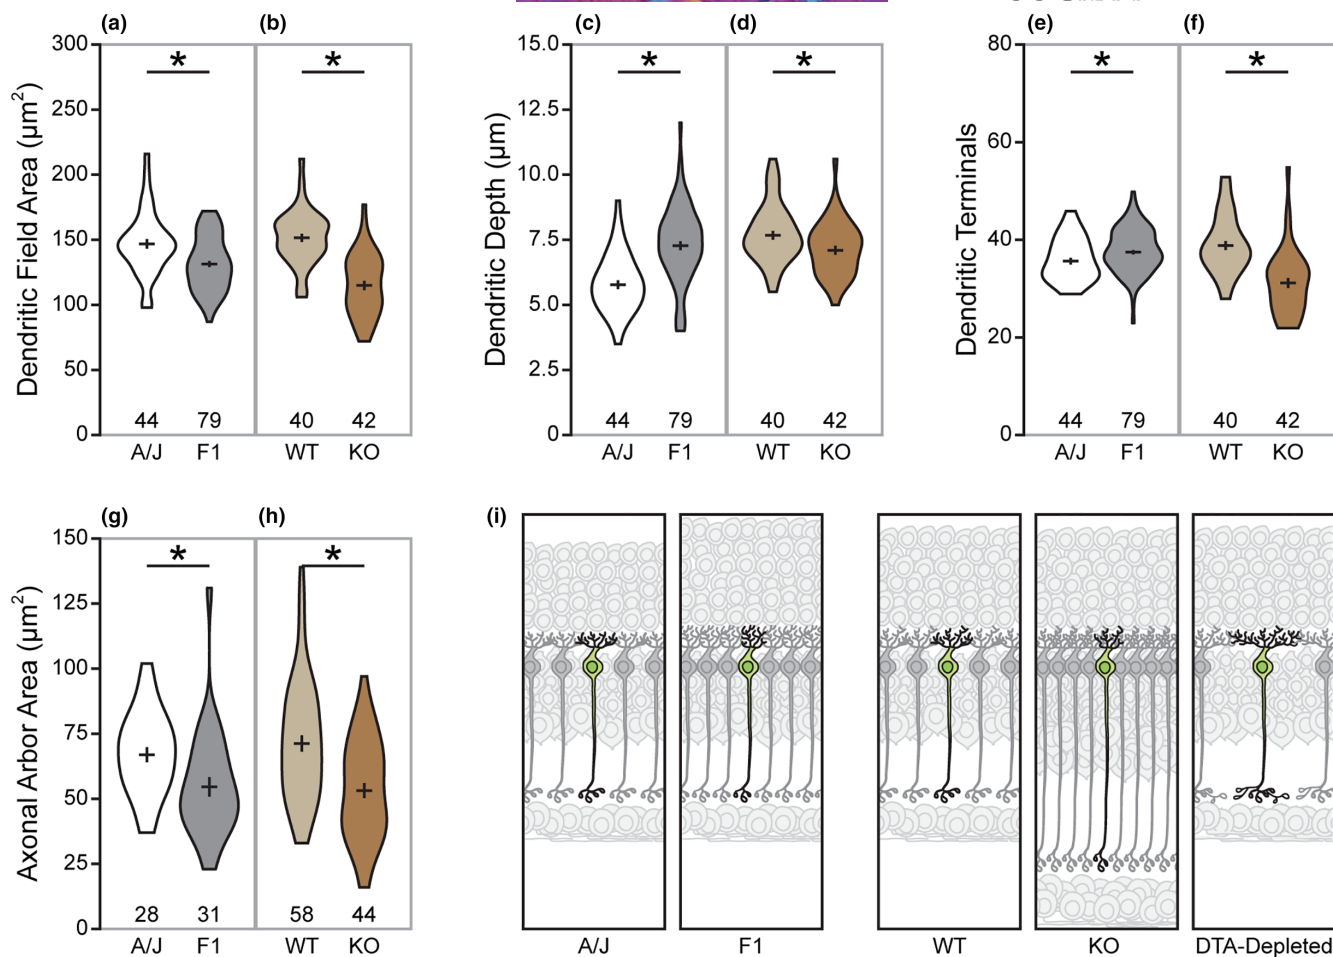 (a) (b)
Dendritic Field Area (µm2)
300
250
200
150
100
50
0
* *
44 79 40 42
A/J F1 WT KO
(c) (d)
Dendritic Depth (µm)
15.0
12.5
10.0
7.5
5.0
2.5
0
* *
44 79 40 42
A/J F1 WT KO
(e) (f)
Dendritic Terminals
80
60
40
20
0
* *
44 79 40 42
A/J F1 WT KO
(g) (h)
Axonal Arbor Area (µm2)
150
125
100
75
50
25
0
* *
28 31 58 44
A/J F1 WT KO
(i)
A/J F1 WT KO DTA-Depleted